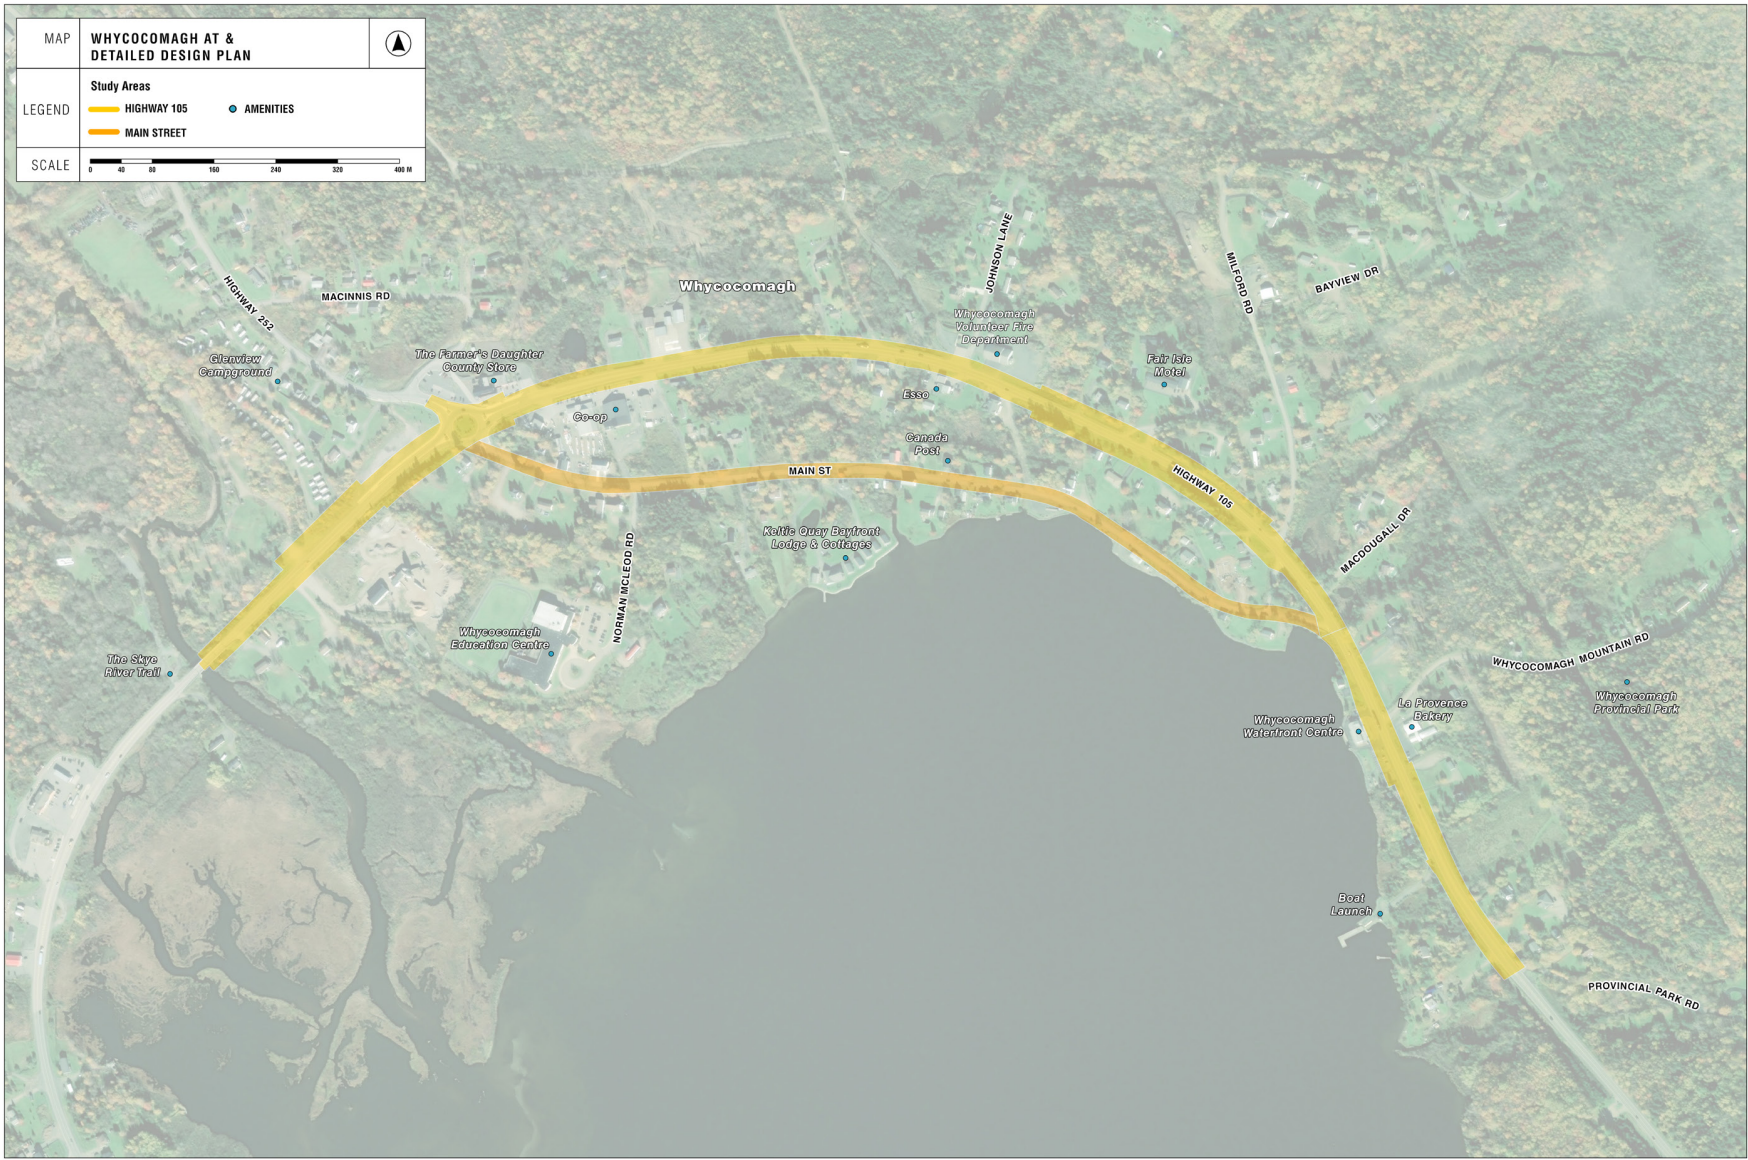 MAP
WHYCOCOMAGH AT &
DETAILED DESIGN PLAN
LEGEND
Study Areas
HIGHWAY 105
AMENITIES
MAIN STREET
SCALE
0 40 80 160 240 320 400 M
JOHNSON LANE
MILFORD RD
BAYVIEW DR
HIGHWAY 252
MACINNIS RD
Whycocomagh
Whycocomagh
Volunteer Fire
Department
Glenview
Campground
The Farmer's Daughter
County Store
Fair Isle
Motel
Esso
Co-op
Canada
Post
MAIN ST
HIGHWAY 105
MACDOUGALL DR
Keltic Quay Bayfront
Lodge & Cottages
NORMAN MCLEOD RD
Whycocomagh
Education Centre
The Skye
River Trail
WHYCOCOMAGH MOUNTAIN RD
Whycocomagh
Provincial Park
La Provence
Bakery
Whycocomagh
Waterfront Centre
Boat
Launch
PROVINCIAL PARK RD